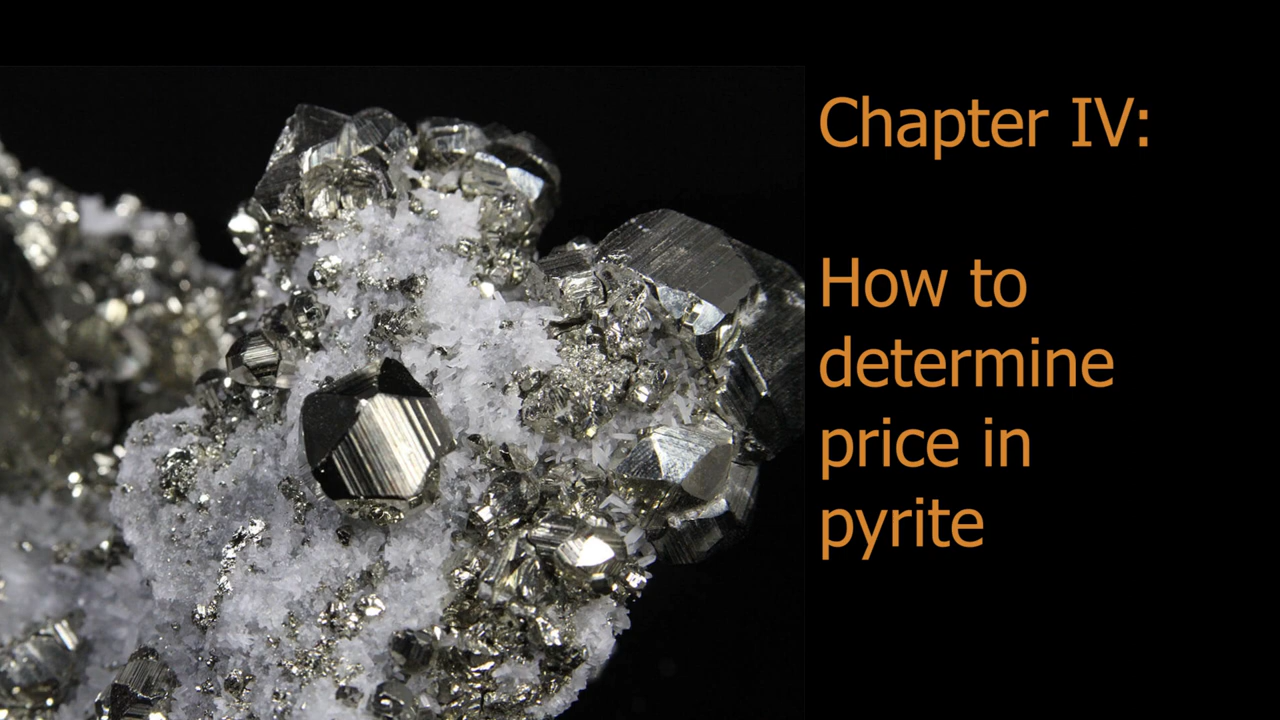 Chapter IV:
How to
determine
price in
pyrite